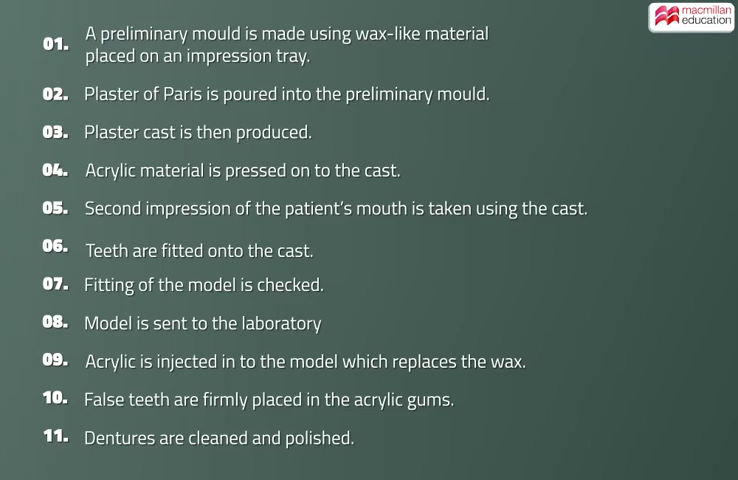 macmillan
education
01. A preliminary mould is made using wax-like material
placed on an impression tray.
02. Plaster of Paris is poured into the preliminary mould.
03. Plaster cast is then produced.
04. Acrylic material is pressed on to the cast.
05. Second impression of the patient's mouth is taken using the cast.
06. Teeth are fitted onto the cast.
07. Fitting of the model is checked.
08. Model is sent to the laboratory
09. Acrylic is injected in to the model which replaces the wax.
10. False teeth are firmly placed in the acrylic gums.
11. Dentures are cleaned and polished.